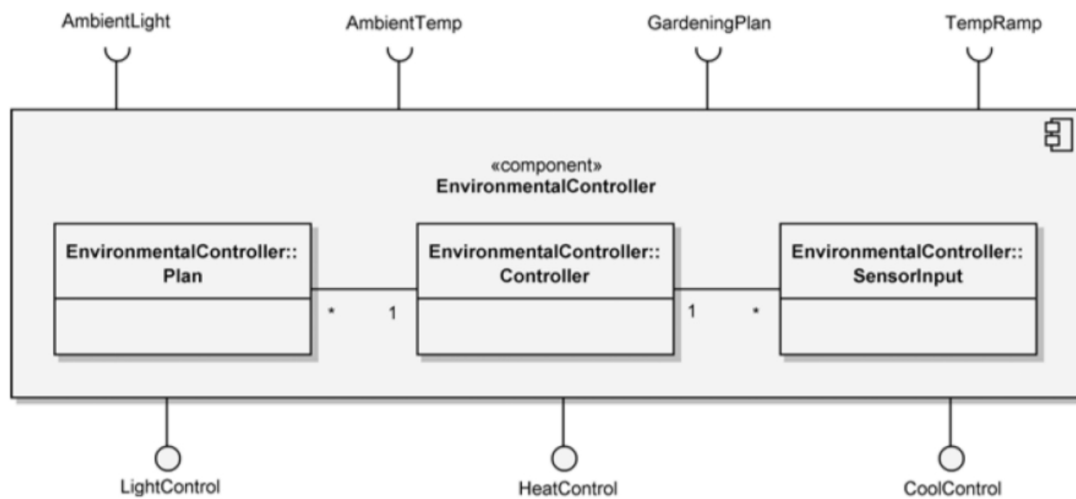 AmbientLight
AmbientTemp
GardeningPlan
TempRamp
«component»
EnvironmentalController
EnvironmentalController::
Plan
EnvironmentalController::
Controller
EnvironmentalController::
SensorInput
* 1
1 *
LightControl
HeatControl
CoolControl